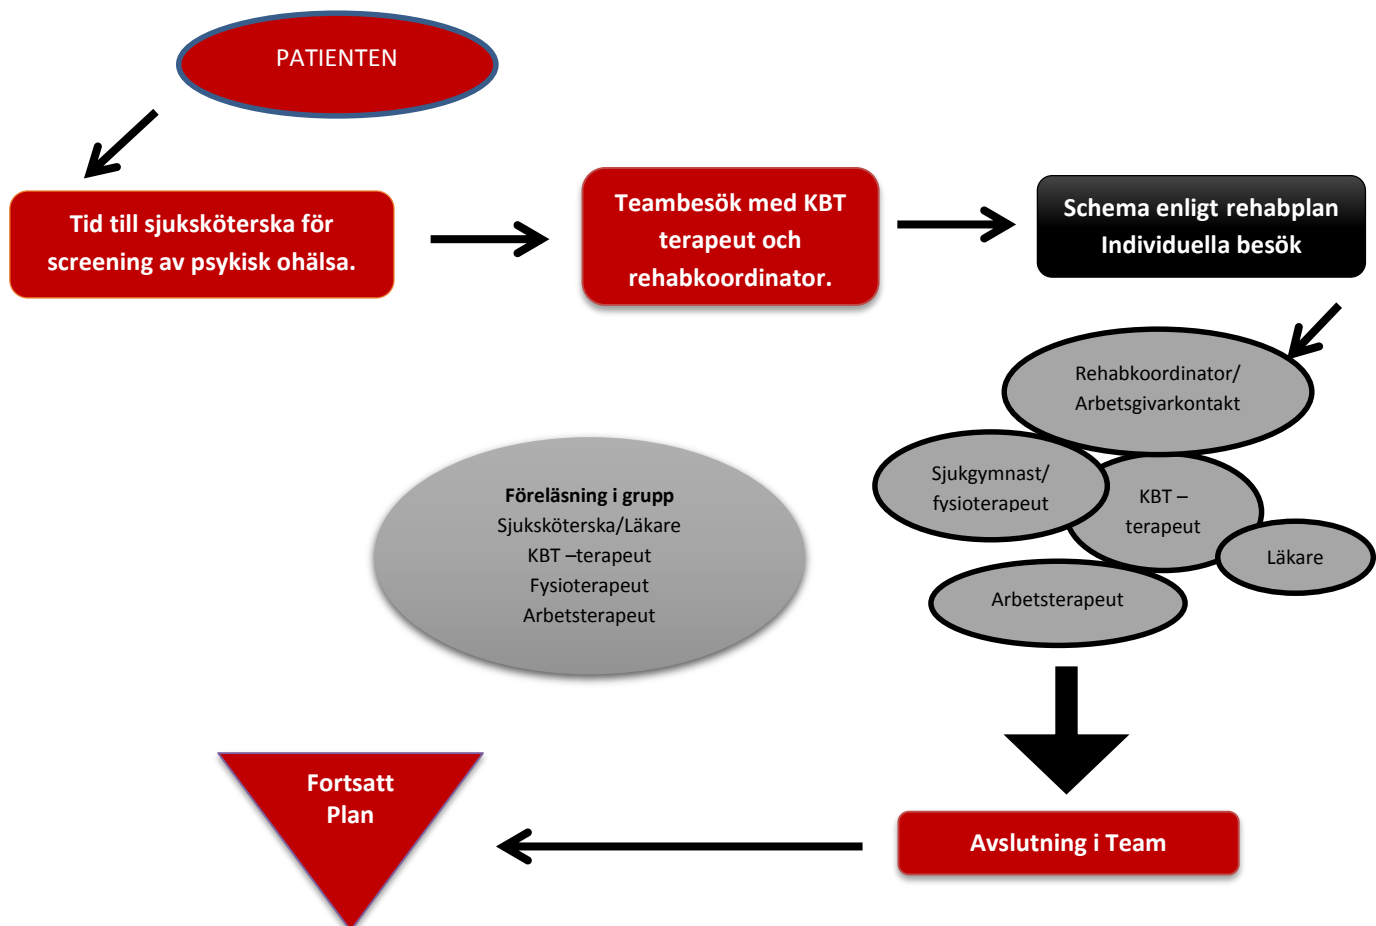 PATIENTEN
Tid till sjuksköterska för
screening av psykisk ohälsa.
Teambesök med KBT
terapeut och
rehabkoordinator.
Schema enligt rehabplan
Individuella besök
Rehabkoordinator/
Arbetsgivarkontakt
Sjukgymnast/
fysioterapeut
KBT –
terapeut
Läkare
Arbetsterapeut
Föreläsning i grupp
Sjuksköterska/Läkare
KBT –terapeut
Fysioterapeut
Arbetsterapeut
Avslutning i Team
Fortsatt
Plan